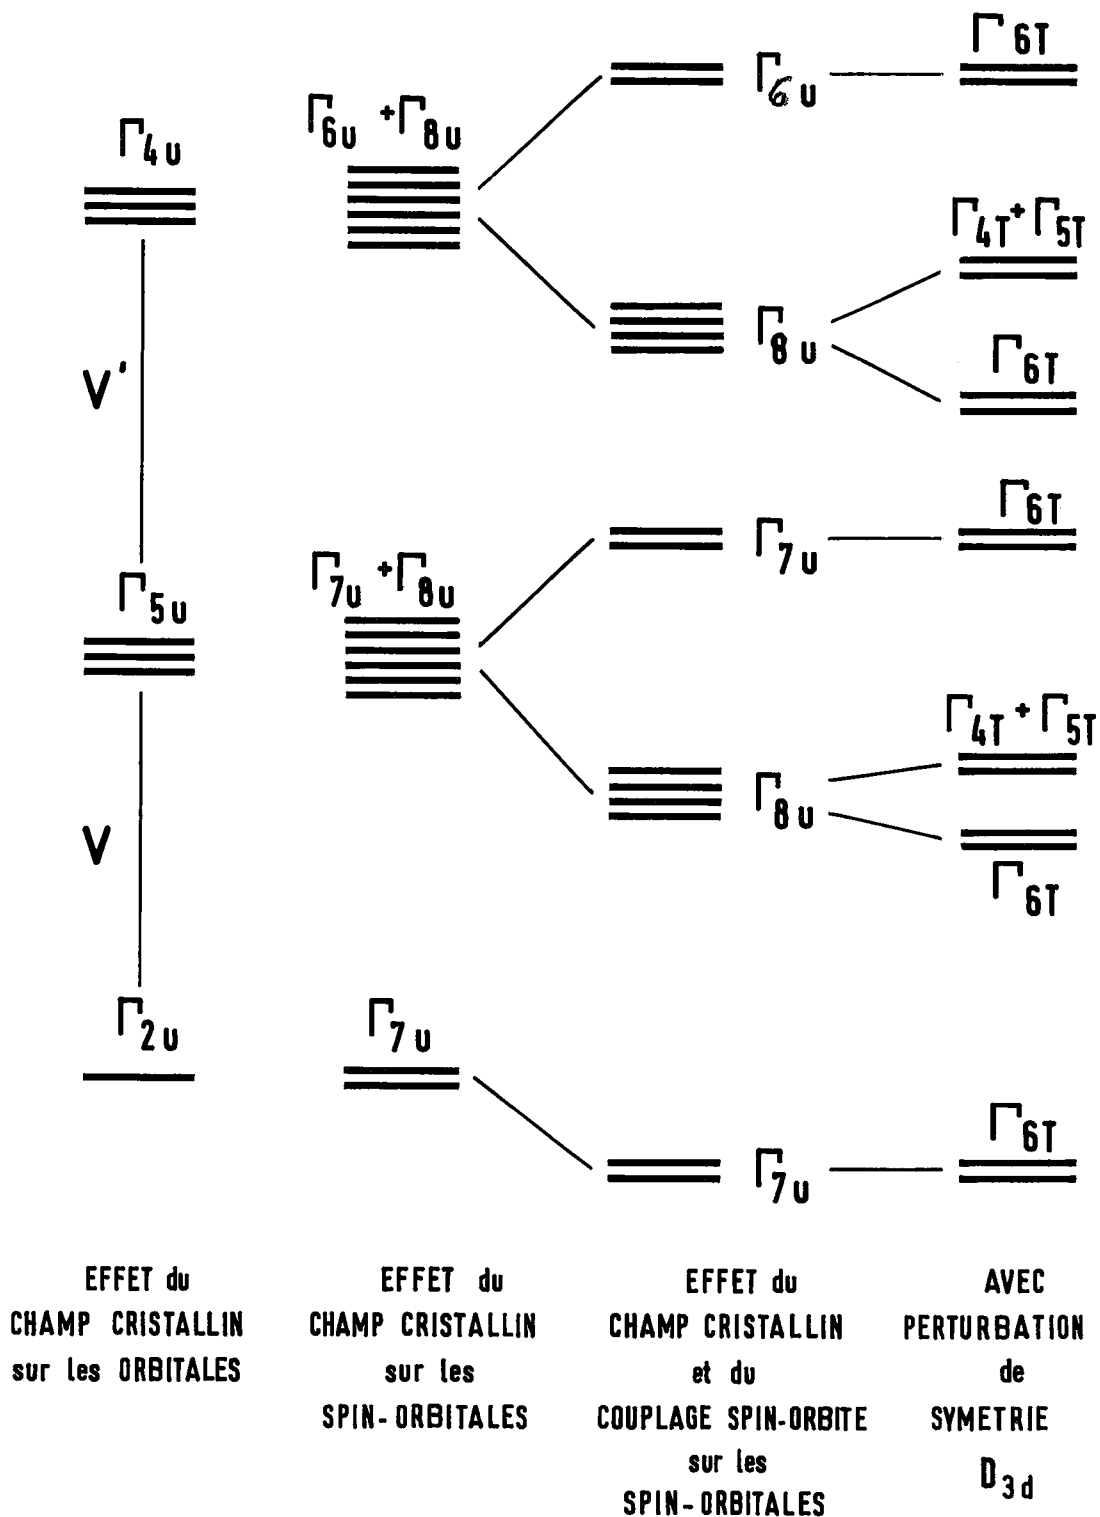 Γ4u
V'
Γ5u
V
Γ2u
Γ6u + Γ8u
Γ7u + Γ8u
Γ7u
Γ6u
Γ8u
Γ7u
Γ8u
Γ7u
Γ6T
Γ4T + Γ5T
Γ6T
Γ6T
Γ4T + Γ5T
Γ6T
Γ6T
EFFET du
CHAMP CRISTALLIN
sur les ORBITALES
EFFET du
CHAMP CRISTALLIN
sur les
SPIN-ORBITALES
EFFET du
CHAMP CRISTALLIN
et du
COUPLAGE SPIN-ORBITE
sur les
SPIN-ORBITALES
AVEC
PERTURBATION
de
SYMETRIE
D3d